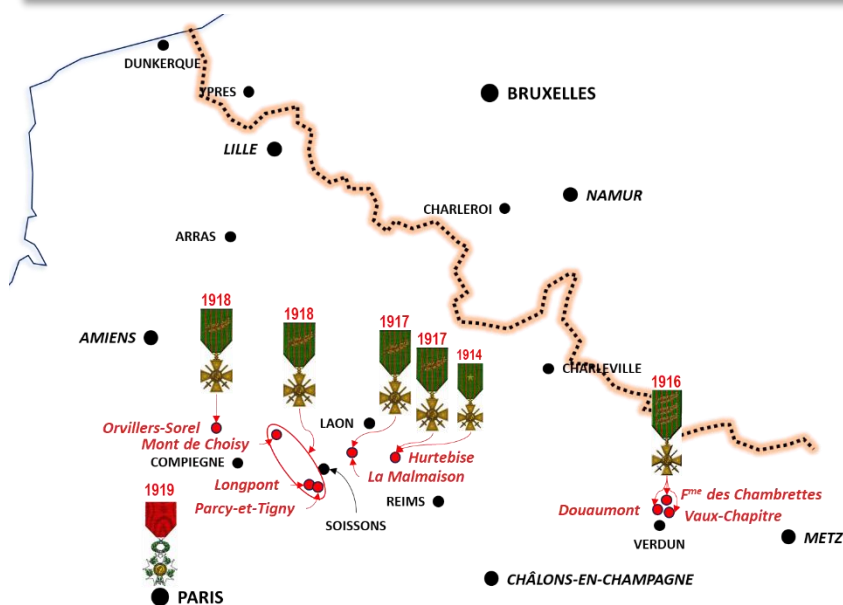 DUNKERQUE
YPRES
BRUXELLES
LILLE
NAMUR
CHARLEROI
ARRAS
1918
1918
1917
1917
1914
AMIENS
CHARLEVILLE
1916
LAON
Orvillers-Sorel
Mont de Choisy
COMPIEGNE
Hurtebise
La Malmaison
Longpont
Parcy-et-Tigny
REIMS
SOISSONS
Fme des Chambrettes
Douaumont
Vaux-Chapitre
VERDUN
METZ
1919
CHÂLONS-EN-CHAMPAGNE
PARIS